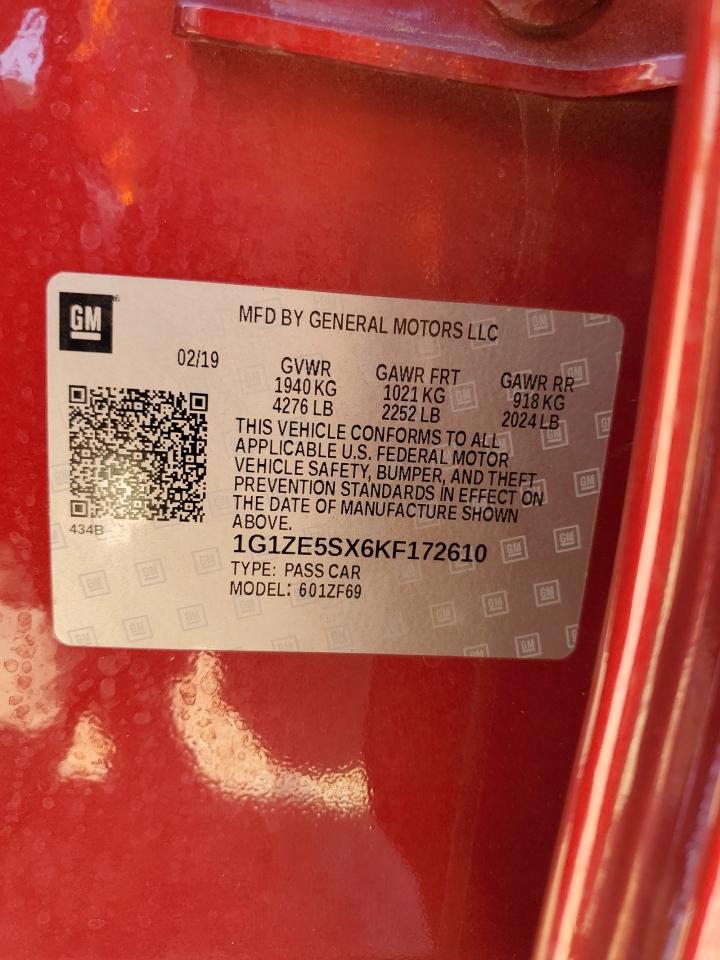 GM
MFD BY GENERAL MOTORS LLC
02/19
GVWR GAWR FRT GAWR RR
1940 KG 1021 KG 918 KG
4276 LB 2252 LB 2024 LB
THIS VEHICLE CONFORMS TO ALL
APPLICABLE U.S. FEDERAL MOTOR
VEHICLE SAFETY, BUMPER, AND THEFT
PREVENTION STANDARDS IN EFFECT ON
THE DATE OF MANUFACTURE SHOWN
ABOVE.
434B
1G1ZE5SX6KF172610
TYPE: PASS CAR
MODEL: 601ZF69